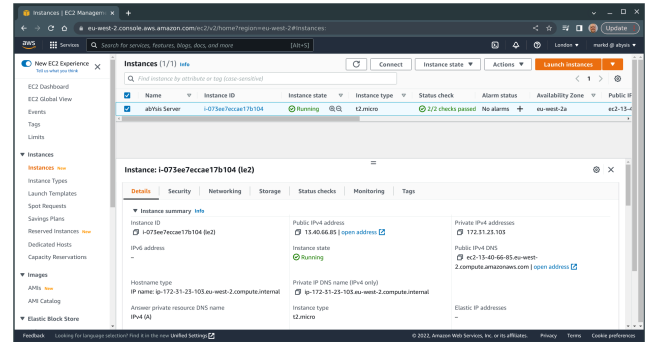 Instances | EC2 Managem
eu-west-2.console.aws.amazon.com/ec2/v2/home?region=eu-west-2#Instances:
Update
aws
Services
Search for services, features, blogs, docs, and more
[Alt+S]
London ▼
markd @ abysis ▼
New EC2 Experience
Tell us what you think
EC2 Dashboard
EC2 Global View
Events
Tags
Limits
Instances
Instances New
Instance Types
Launch Templates
Spot Requests
Savings Plans
Reserved Instances New
Dedicated Hosts
Capacity Reservations
Images
AMIs New
AMI Catalog
Elastic Block Store
Instances (1/1) Info
Connect
Instance state ▼
Actions ▼
Launch instances
Find instance by attribute or tag (case-sensitive)
1
Name Instance ID Instance state Instance type Status check Alarm status Availability Zone Public IP
abYsis Server i-073ee7eccae17b104 Running t2.micro 2/2 checks passed No alarms + eu-west-2a ec2-13-4
Instance: i-073ee7eccae17b104 (le2)
Details Security Networking Storage Status checks Monitoring Tags
Instance summary Info
Instance ID
i-073ee7eccae17b104 (le2)
Public IPv4 address
13.40.66.85 | open address
Private IPv4 addresses
172.31.23.103
IPv6 address
–
Instance state
Running
Public IPv4 DNS
ec2-13-40-66-85.eu-west-
2.compute.amazonaws.com | open address
Hostname type
IP name: ip-172-31-23-103.eu-west-2.compute.internal
Private IP DNS name (IPv4 only)
ip-172-31-23-103.eu-west-2.compute.internal
Answer private resource DNS name
IPv4 (A)
Instance type
t2.micro
Elastic IP addresses
–
Feedback
Looking for language selection? Find it in the new Unified Settings
© 2022, Amazon Web Services, Inc. or its affiliates.
Privacy
Terms
Cookie preferences